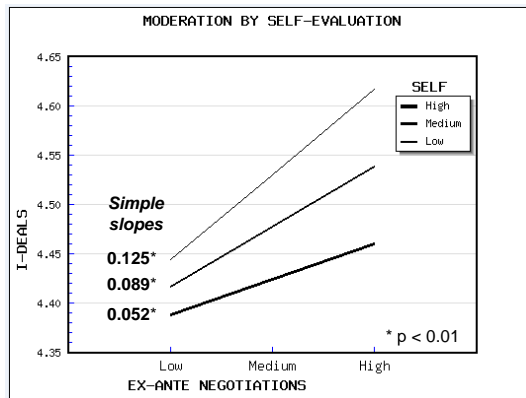 MODERATION BY SELF-EVALUATION
4.65
4.60
4.55
4.50
4.45
4.40
4.35
I-DEALS
SELF
High
Medium
Low
Simple
slopes
0.125*
0.089*
0.052*
* p < 0.01
Low Medium High
EX-ANTE NEGOTIATIONS